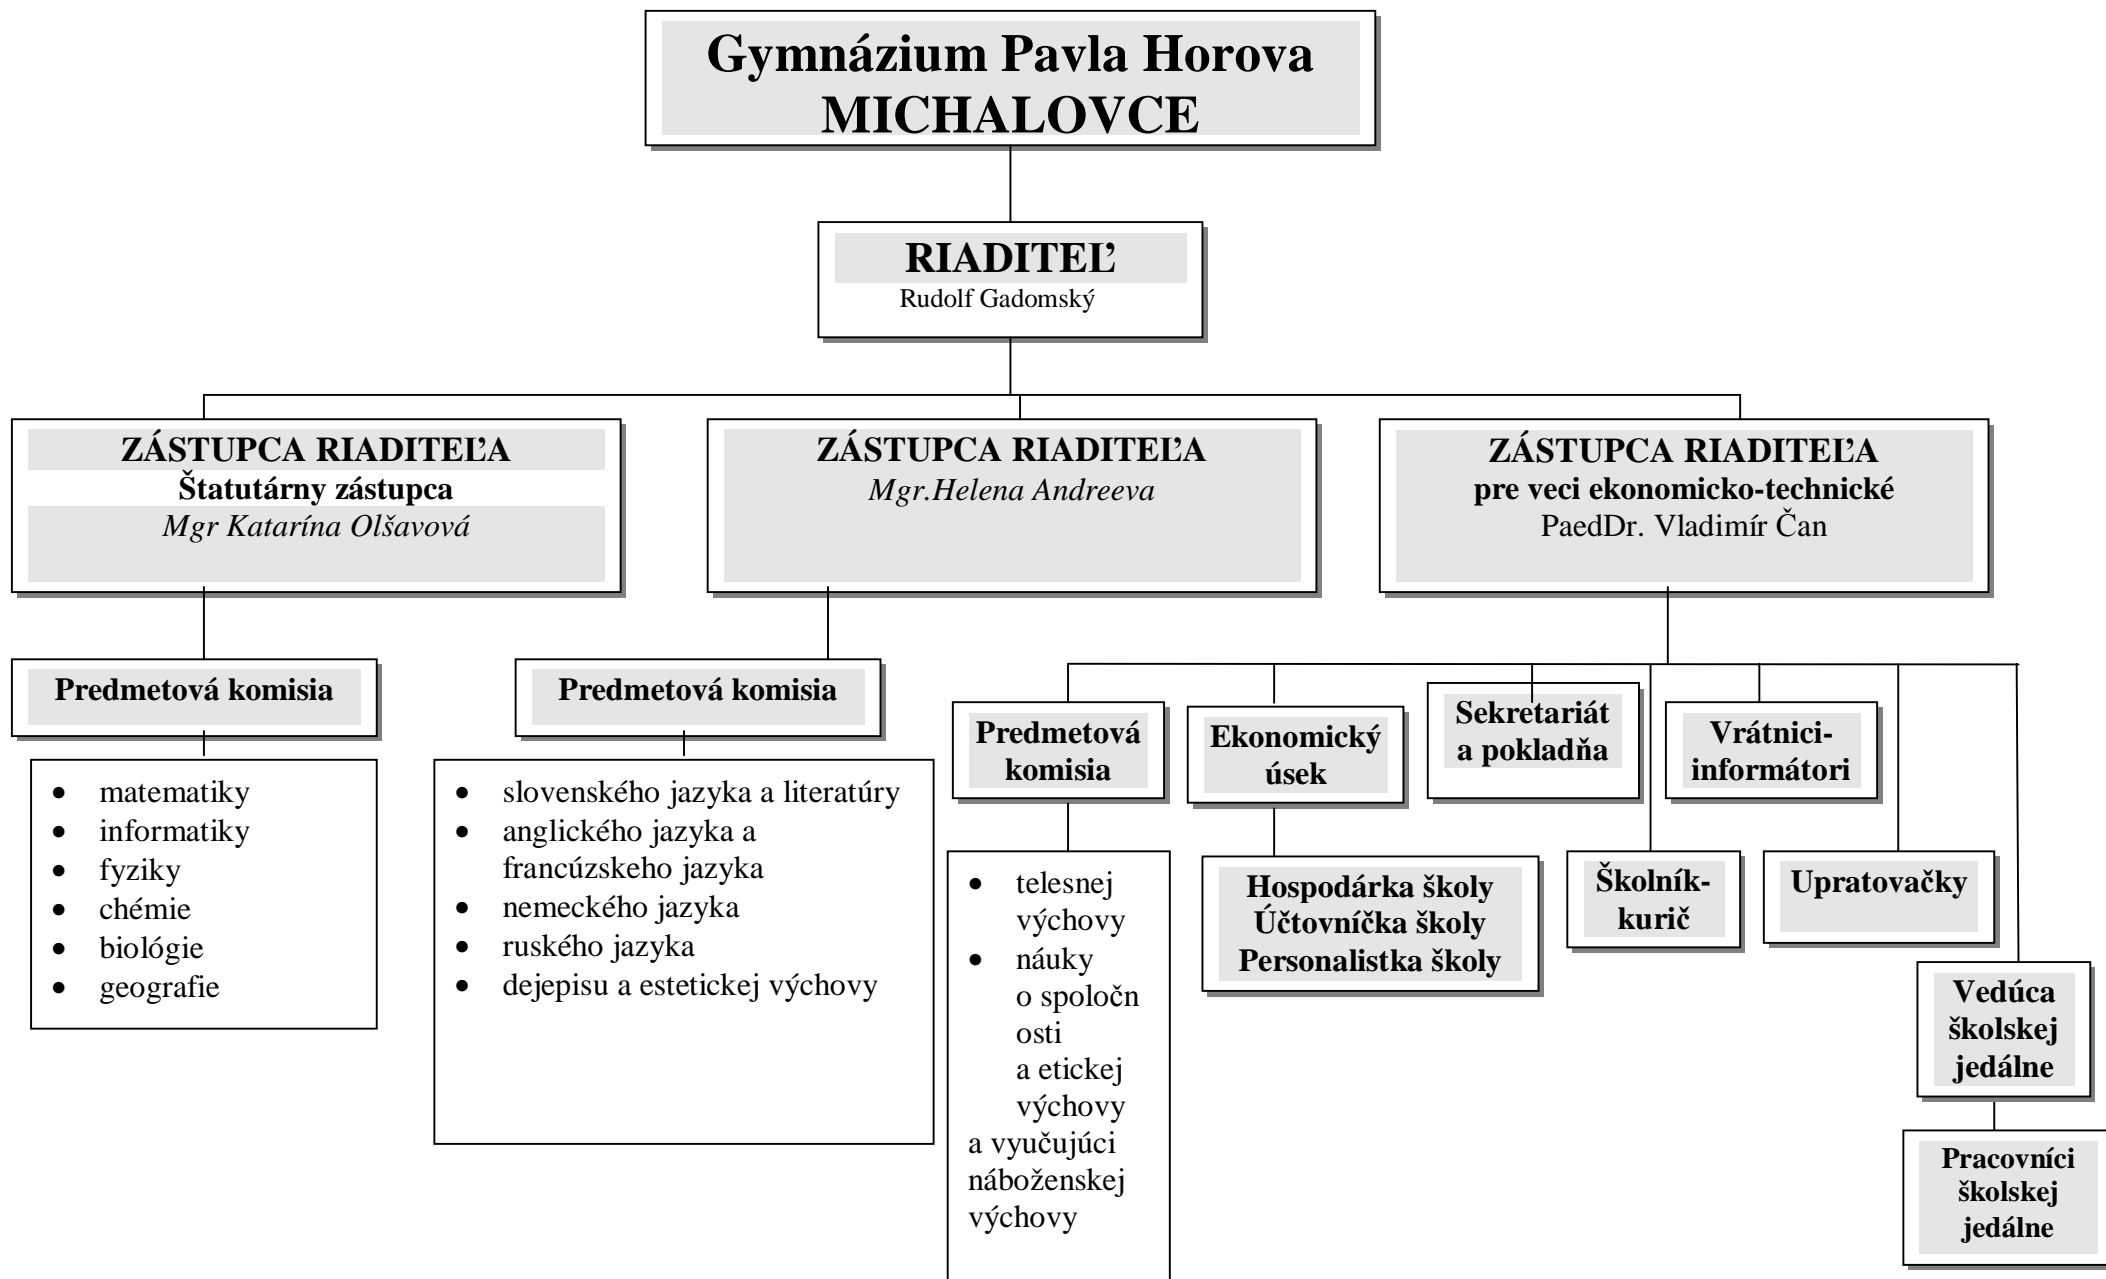 Gymnázium Pavla Horova
MICHALOVCE
RIADITEĽ
Rudolf Gadomský
ZÁSTUPCA RIADITEĽA
Štatutárny zástupca
Mgr Katarína Olšavová
ZÁSTUPCA RIADITEĽA
Mgr.Helena Andreeva
ZÁSTUPCA RIADITEĽA
pre veci ekonomicko-technické
PaedDr. Vladimír Čan
Predmetová komisia
• matematiky
• informatiky
• fyziky
• chémie
• biológie
• geografie
Predmetová komisia
• slovenského jazyka a literatúry
• anglického jazyka a
francúzskeho jazyka
• nemeckého jazyka
• ruského jazyka
• dejepisu a estetickej výchovy
Predmetová
komisia
• telesnej
výchovy
• náuky
o spoločn
osti
a etickej
výchovy
a vyučujúci
náboženskej
výchovy
Ekonomický
úsek
Hospodárka školy
Účtovníčka školy
Personalistka školy
Sekretariát
a pokladňa
Školník-
kurič
Vrátnici-
informátori
Upratovačky
Vedúca
školskej
jedálne
Pracovníci
školskej
jedálne